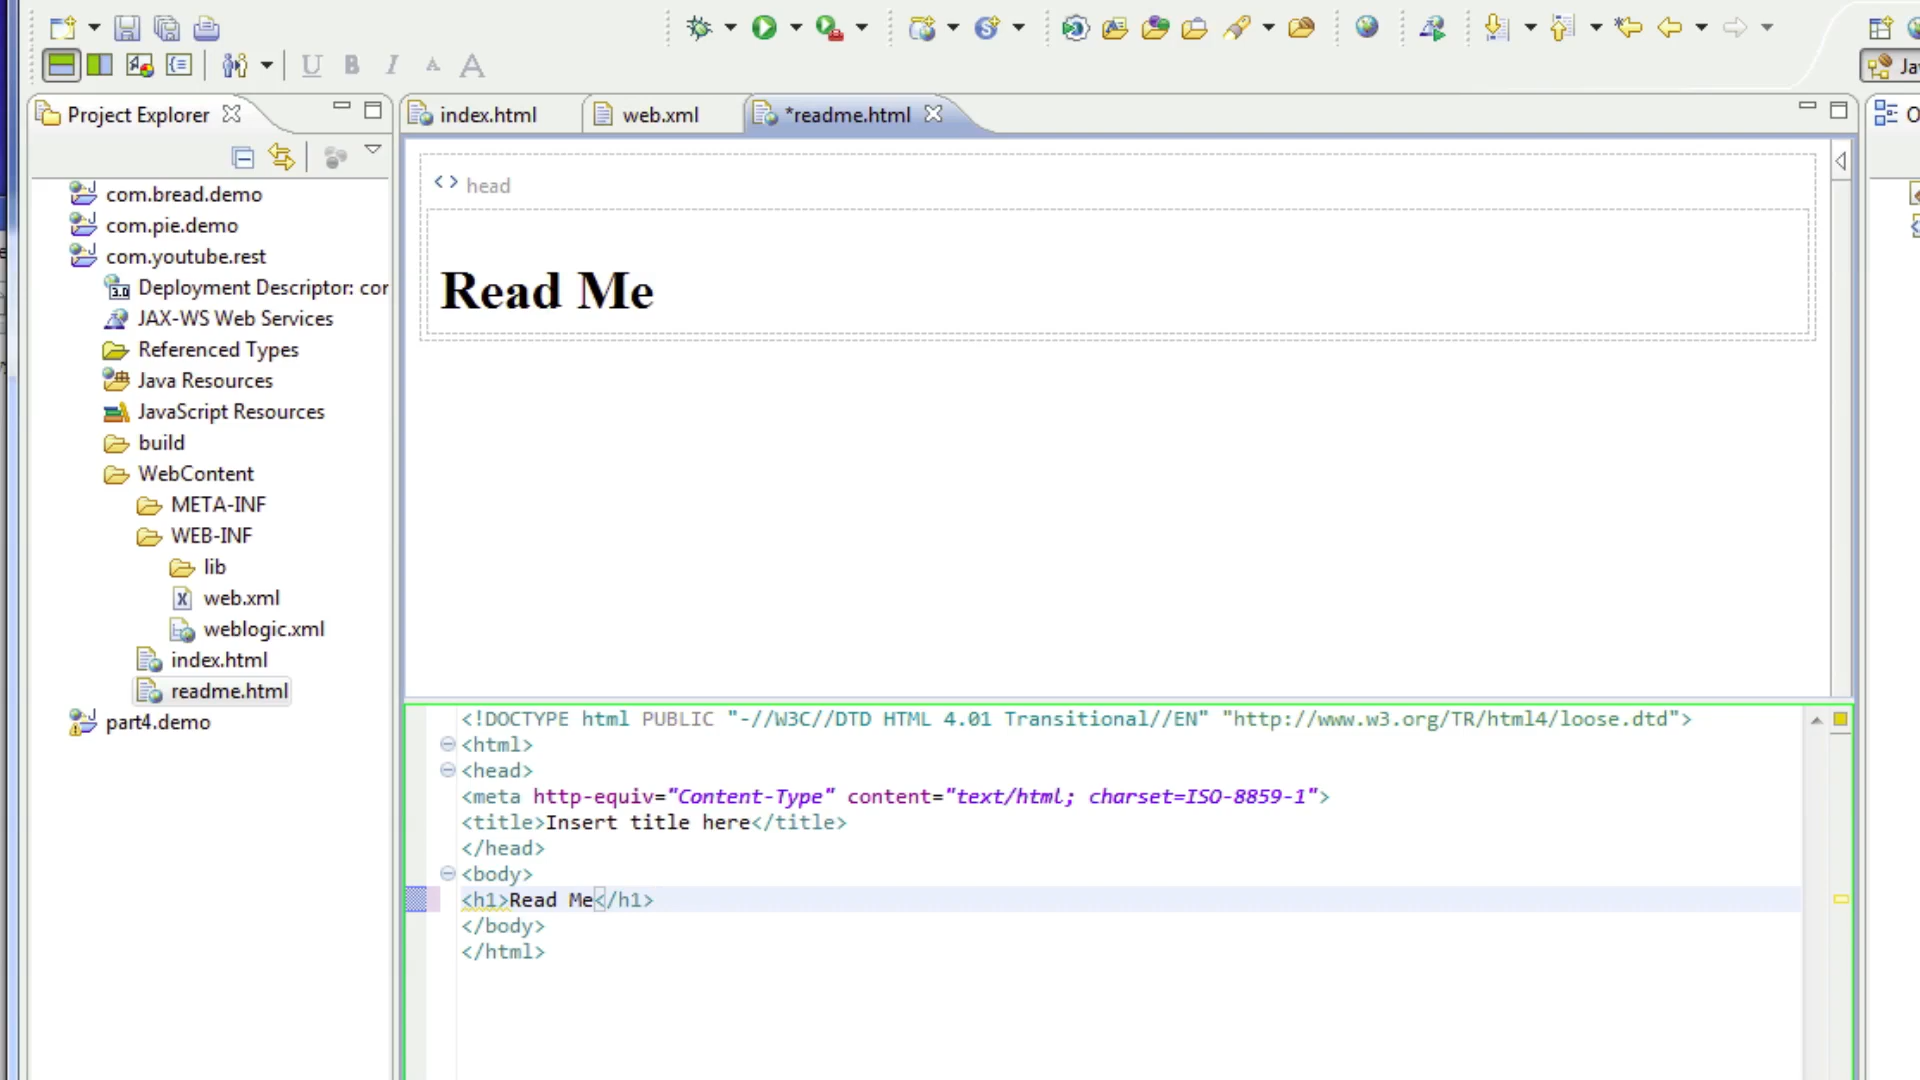 U B I A A
Ja
Project Explorer
index.html
web.xml
*readme.html
O
com.bread.demo
com.pie.demo
com.youtube.rest
3.0 Deployment Descriptor: cor
JAX-WS Web Services
Referenced Types
Java Resources
JavaScript Resources
build
WebContent
META-INF
WEB-INF
lib
X web.xml
weblogic.xml
index.html
readme.html
part4.demo
<> head
Read Me
<!DOCTYPE html PUBLIC "-//W3C//DTD HTML 4.01 Transitional//EN" "http://www.w3.org/TR/html4/loose.dtd">
<html>
<head>
<meta http-equiv="Content-Type" content="text/html; charset=ISO-8859-1">
<title>Insert title here</title>
</head>
<body>
<h1>Read Me</h1>
</body>
</html>